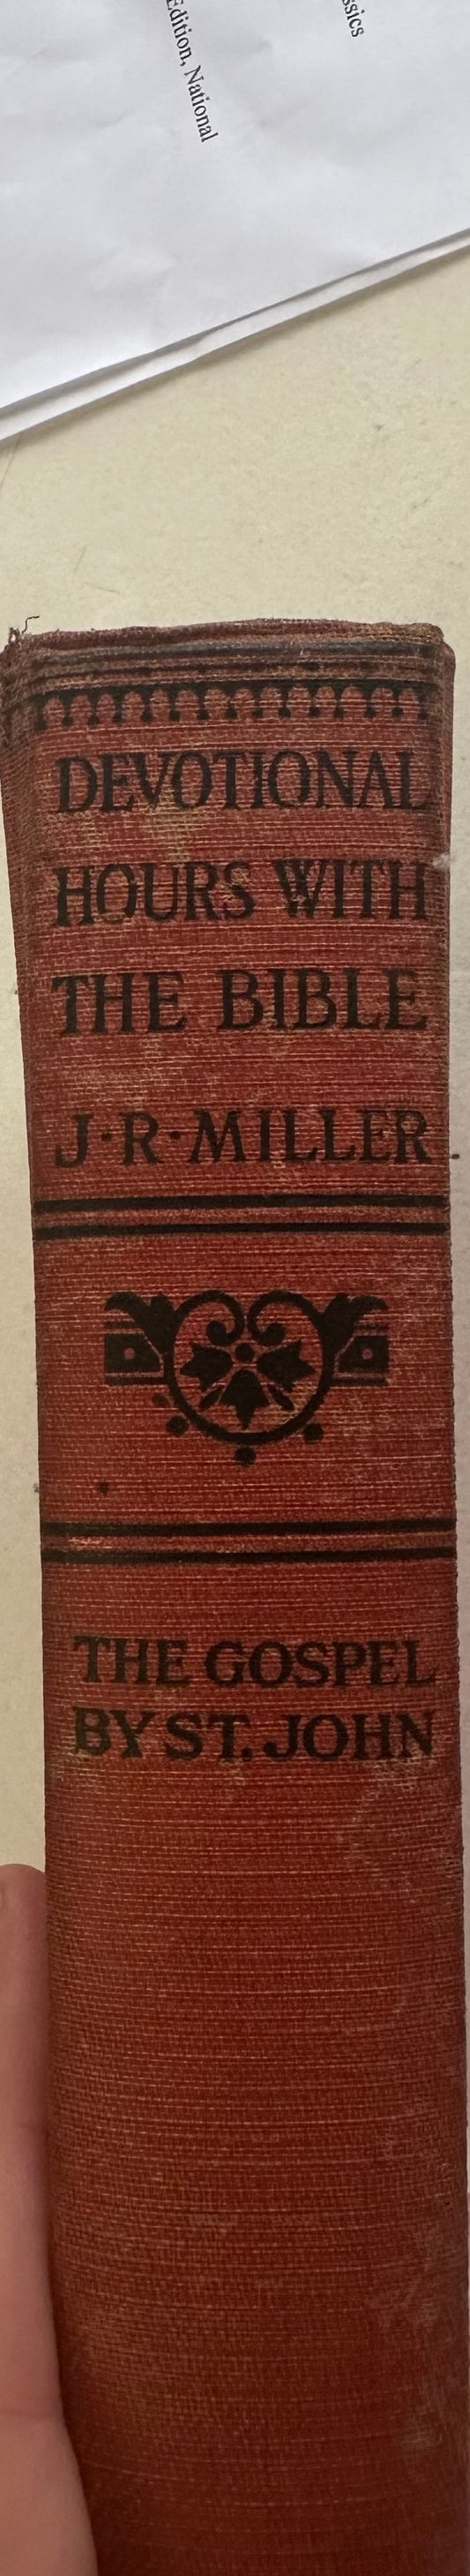 ssics
Edition, National
DEVOTIONAL
HOURS WITH
THE BIBLE
J·R·MILLER
THE GOSPEL
BY ST. JOHN